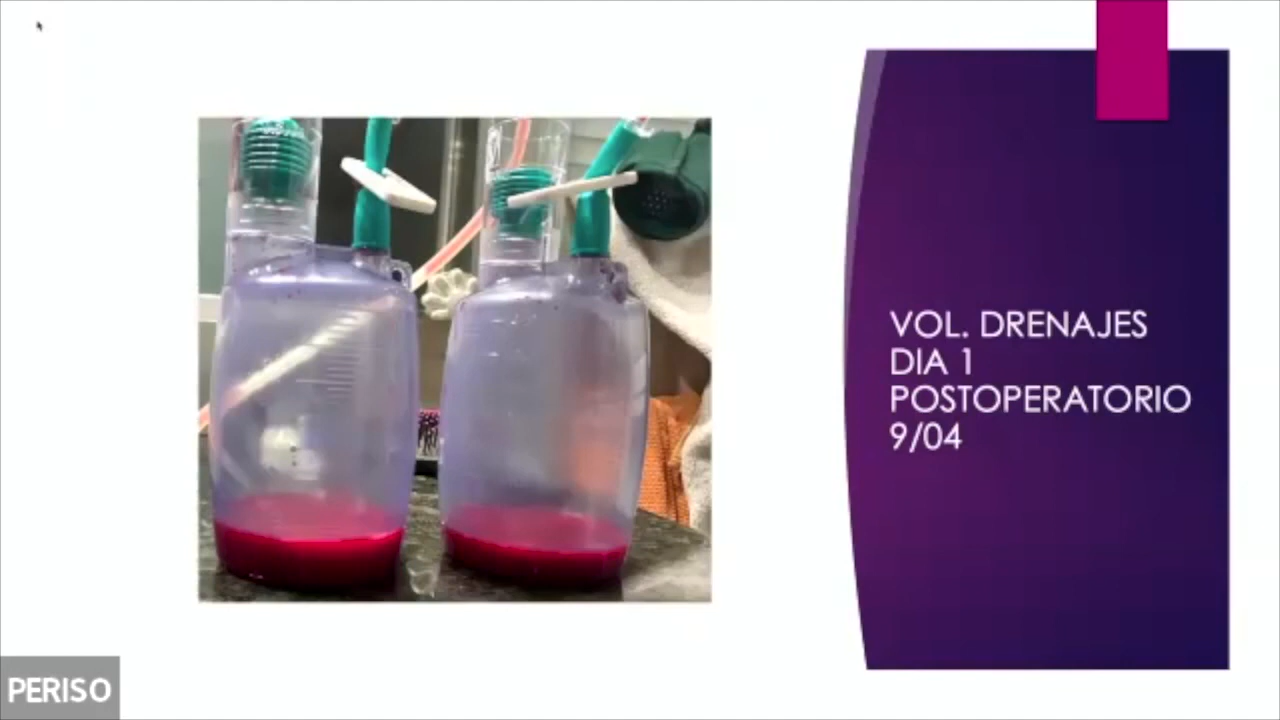 VOL. DRENAJES
DIA 1
POSTOPERATORIO
9/04
PERISO